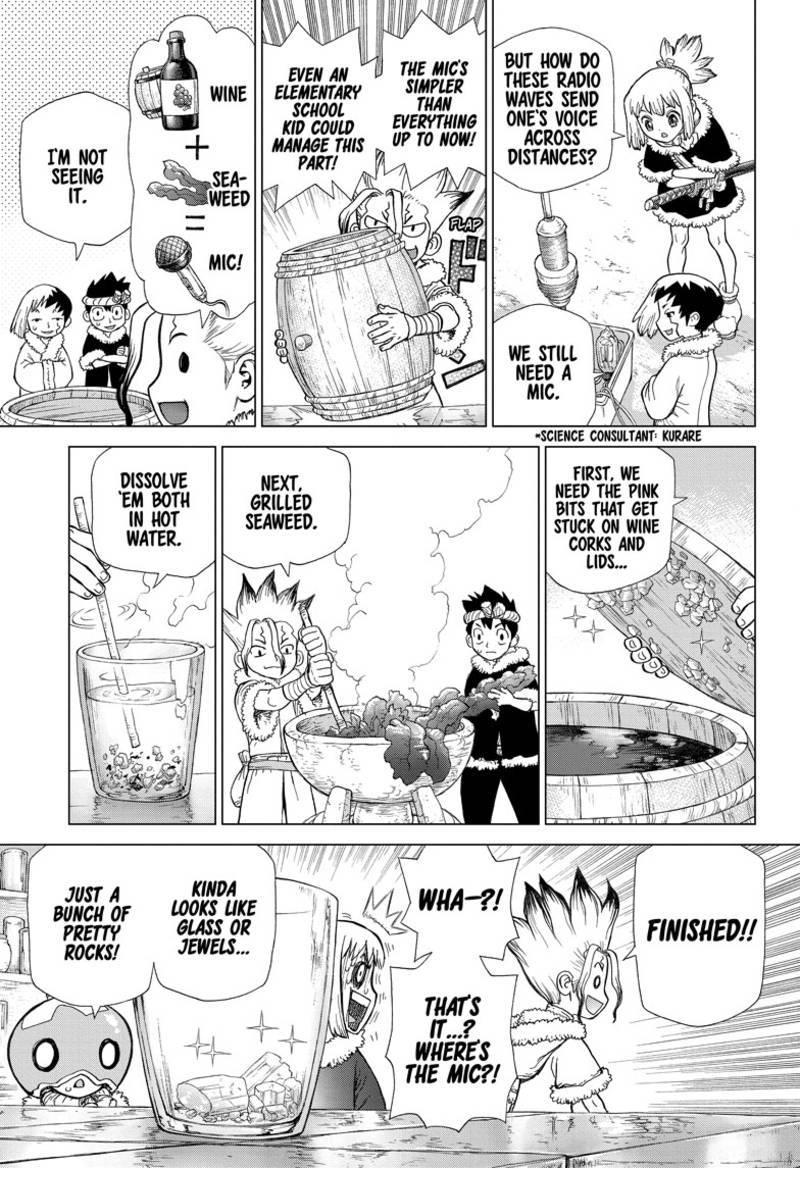 BUT HOW DO
THESE RADIO
WAVES SEND
ONE'S VOICE
ACROSS
DISTANCES?
WE STILL
NEED A
MIC.
THE MIC'S
SIMPLER
THAN
EVERYTHING
UP TO NOW!
EVEN AN
ELEMENTARY
SCHOOL
KID COULD
MANAGE THIS
PART!
FLAP
ドド
WINE
+
SEA-
WEED
=
MIC!
I'M NOT
SEEING
IT.
*SCIENCE CONSULTANT: KURARE
FIRST, WE
NEED THE PINK
BITS THAT GET
STUCK ON WINE
CORKS AND
LIDS...
NEXT,
GRILLED
SEAWEED.
DISSOLVE
'EM BOTH
IN HOT
WATER.
FINISHED!!
WHA-?!
THAT'S
IT...?
WHERE'S
THE MIC?!
KINDA
LOOKS LIKE
GLASS OR
JEWELS...
JUST A
BUNCH OF
PRETTY
ROCKS!